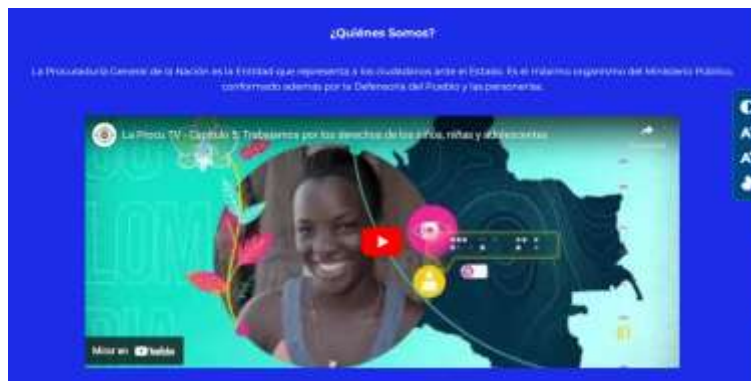 ¿Quiénes Somos?
La Procuraduría General de la Nación es la Entidad que representa a los ciudadanos ante el Estado. Es el máximo organismo del Ministerio Público,
conformado además por la Defensoría del Pueblo y las personerías.
La Procu TV - Capítulo 5: Trabajamos por los derechos de los niños, niñas y adolescentes
LOM
Mirar en YouTube